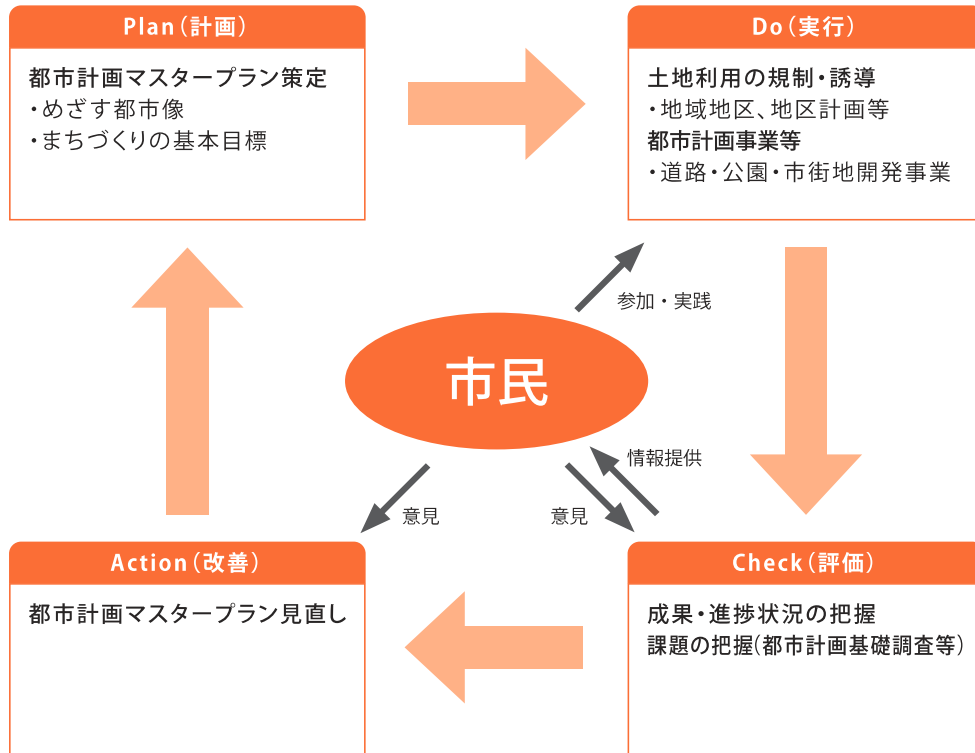 Plan（計画）
都市計画マスタープラン策定
・めざす都市像
・まちづくりの基本目標
Do（実行）
土地利用の規制・誘導
・地域地区、地区計画等
都市計画事業等
・道路・公園・市街地開発事業
参加・実践
市民
情報提供
意見
意見
Action（改善）
都市計画マスタープラン見直し
Check（評価）
成果・進捗状況の把握
課題の把握(都市計画基礎調査等)